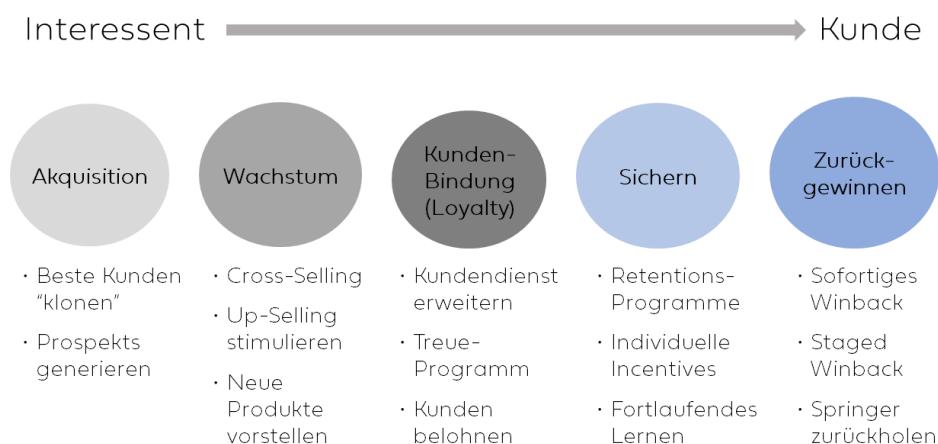 Interessent
Kunde
Akquisition
Wachstum
Kunden-
Bindung
(Loyalty)
Sichern
Zurück-
gewinnen
· Beste Kunden
"klonen"
· Prospekts
generieren
· Cross-Selling
· Up-Selling
stimulieren
· Neue
Produkte
vorstellen
· Kundendienst
erweitern
· Treue-
Programm
· Kunden
belohnen
· Retentions-
Programme
· Individuelle
Incentives
· Fortlaufendes
Lernen
· Sofortiges
Winback
· Staged
Winback
· Springer
zurückholen